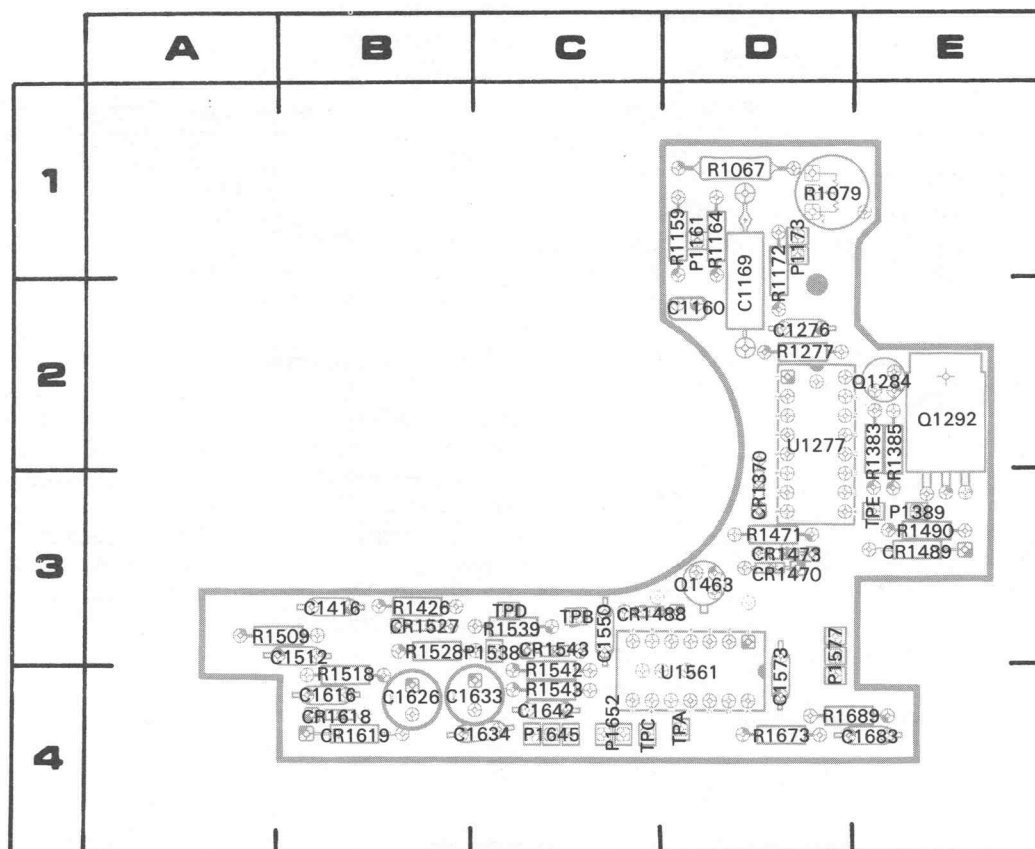 A B C D E
1
R1067
R1079
R1159
P1161
R1164
C1169
R1172
P1173
C1160
C1276
R1277
2
Q1284
Q1292
U1277
R1383
R1385
CR1370
TPE
P1389
R1471
R1490
CR1473
CR1489
CR1470
3
Q1463
C1416
R1426
TPD
TPB
C1550
CR1488
CR1527
R1539
R1509
C1512
R1528
P1538
CR1543
P1577
R1518
R1542
U1561
C1573
C1616
C1626
C1633
R1543
CR1618
C1642
R1689
CR1619
C1634
P1645
P1652
TPC
TPA
R1673
C1683
4